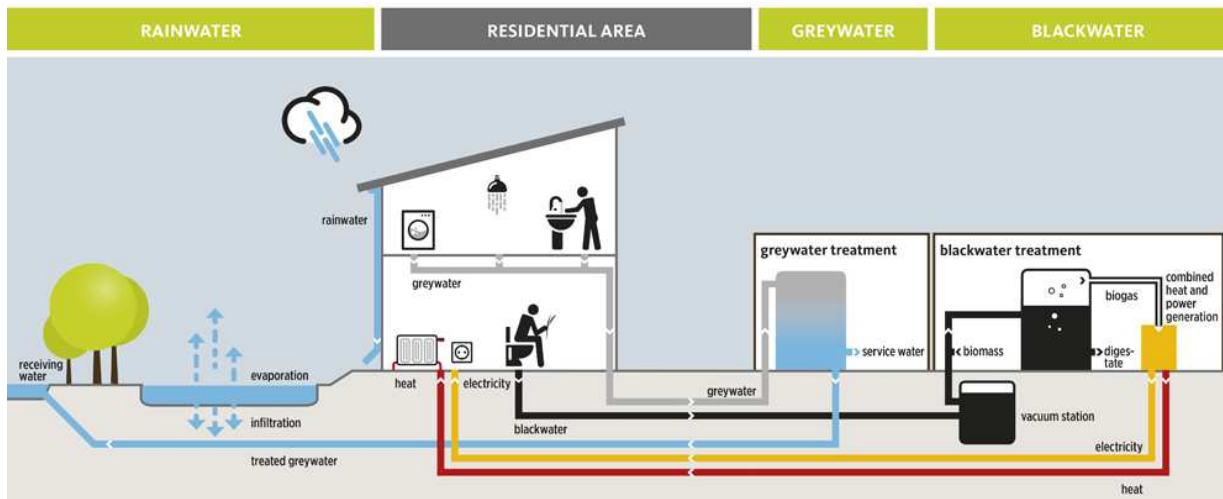 RAINWATER
RESIDENTIAL AREA
GREYWATER
BLACKWATER
rainwater
greywater
greywater treatment
blackwater treatment
biogas
combined
heat and
power
generation
service water
biomass
diges-
tate
receiving
water
evaporation
heat
electricity
greywater
vacuum station
infiltration
blackwater
electricity
treated greywater
heat